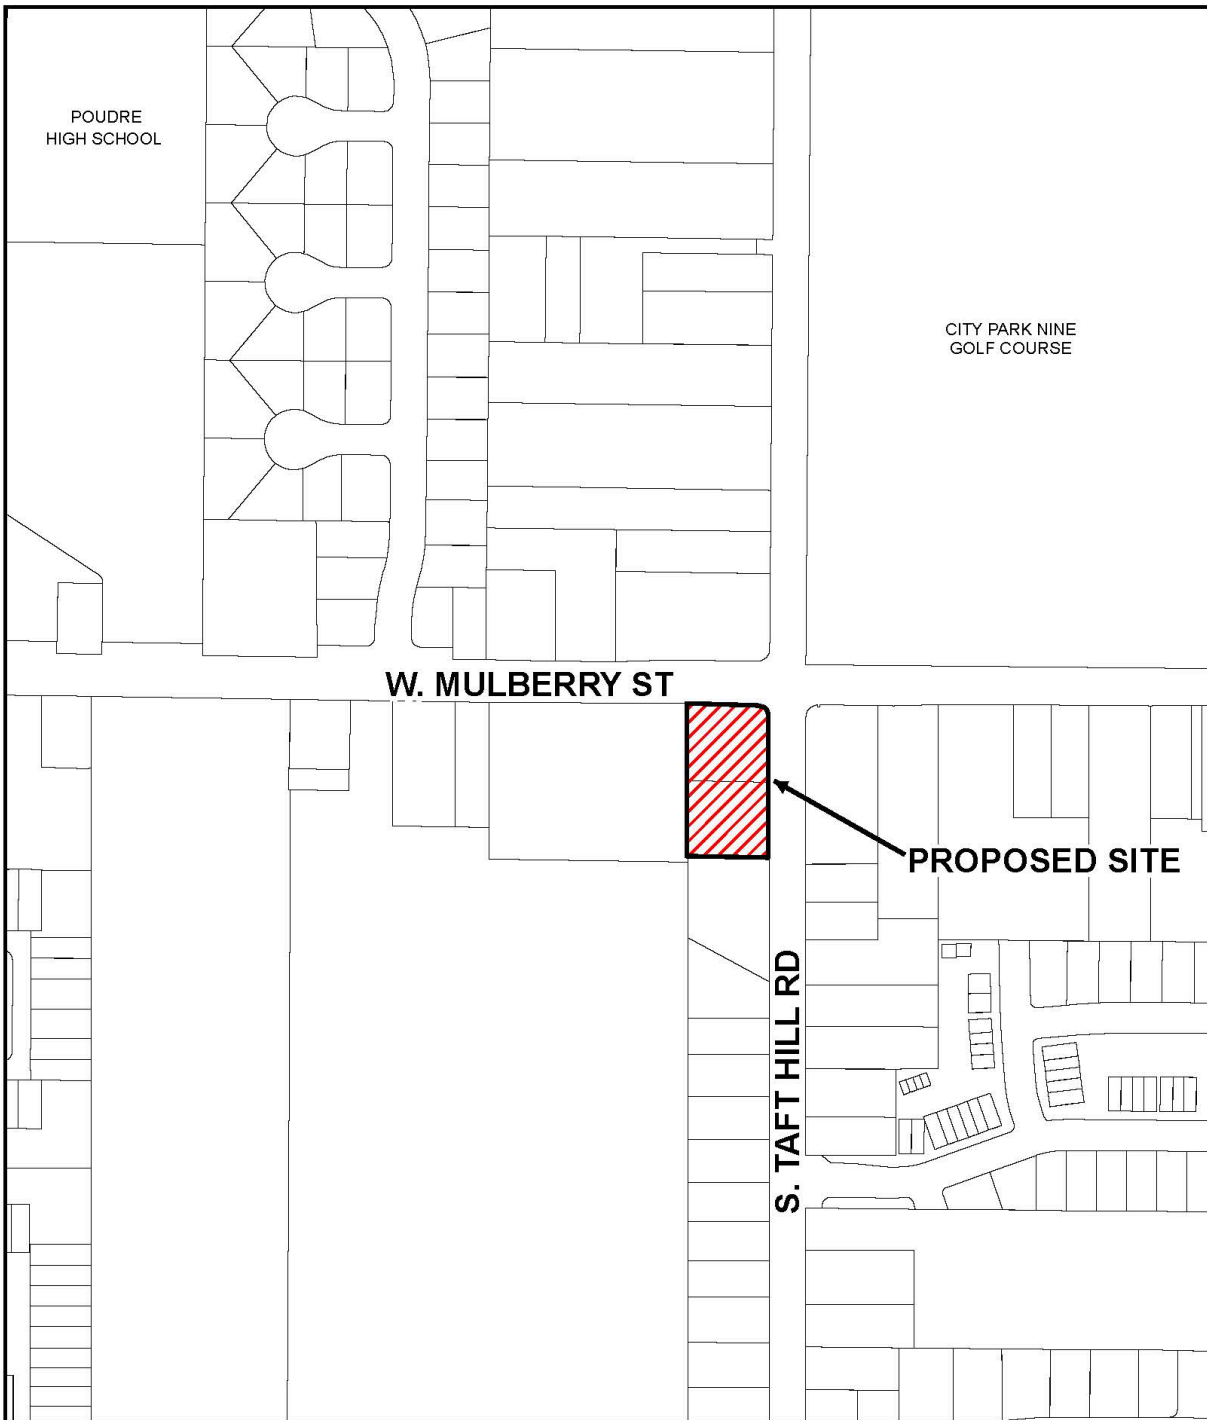 POUDRE
HIGH SCHOOL
CITY PARK NINE
GOLF COURSE
W. MULBERRY ST
PROPOSED SITE
S. TAFT HILL RD